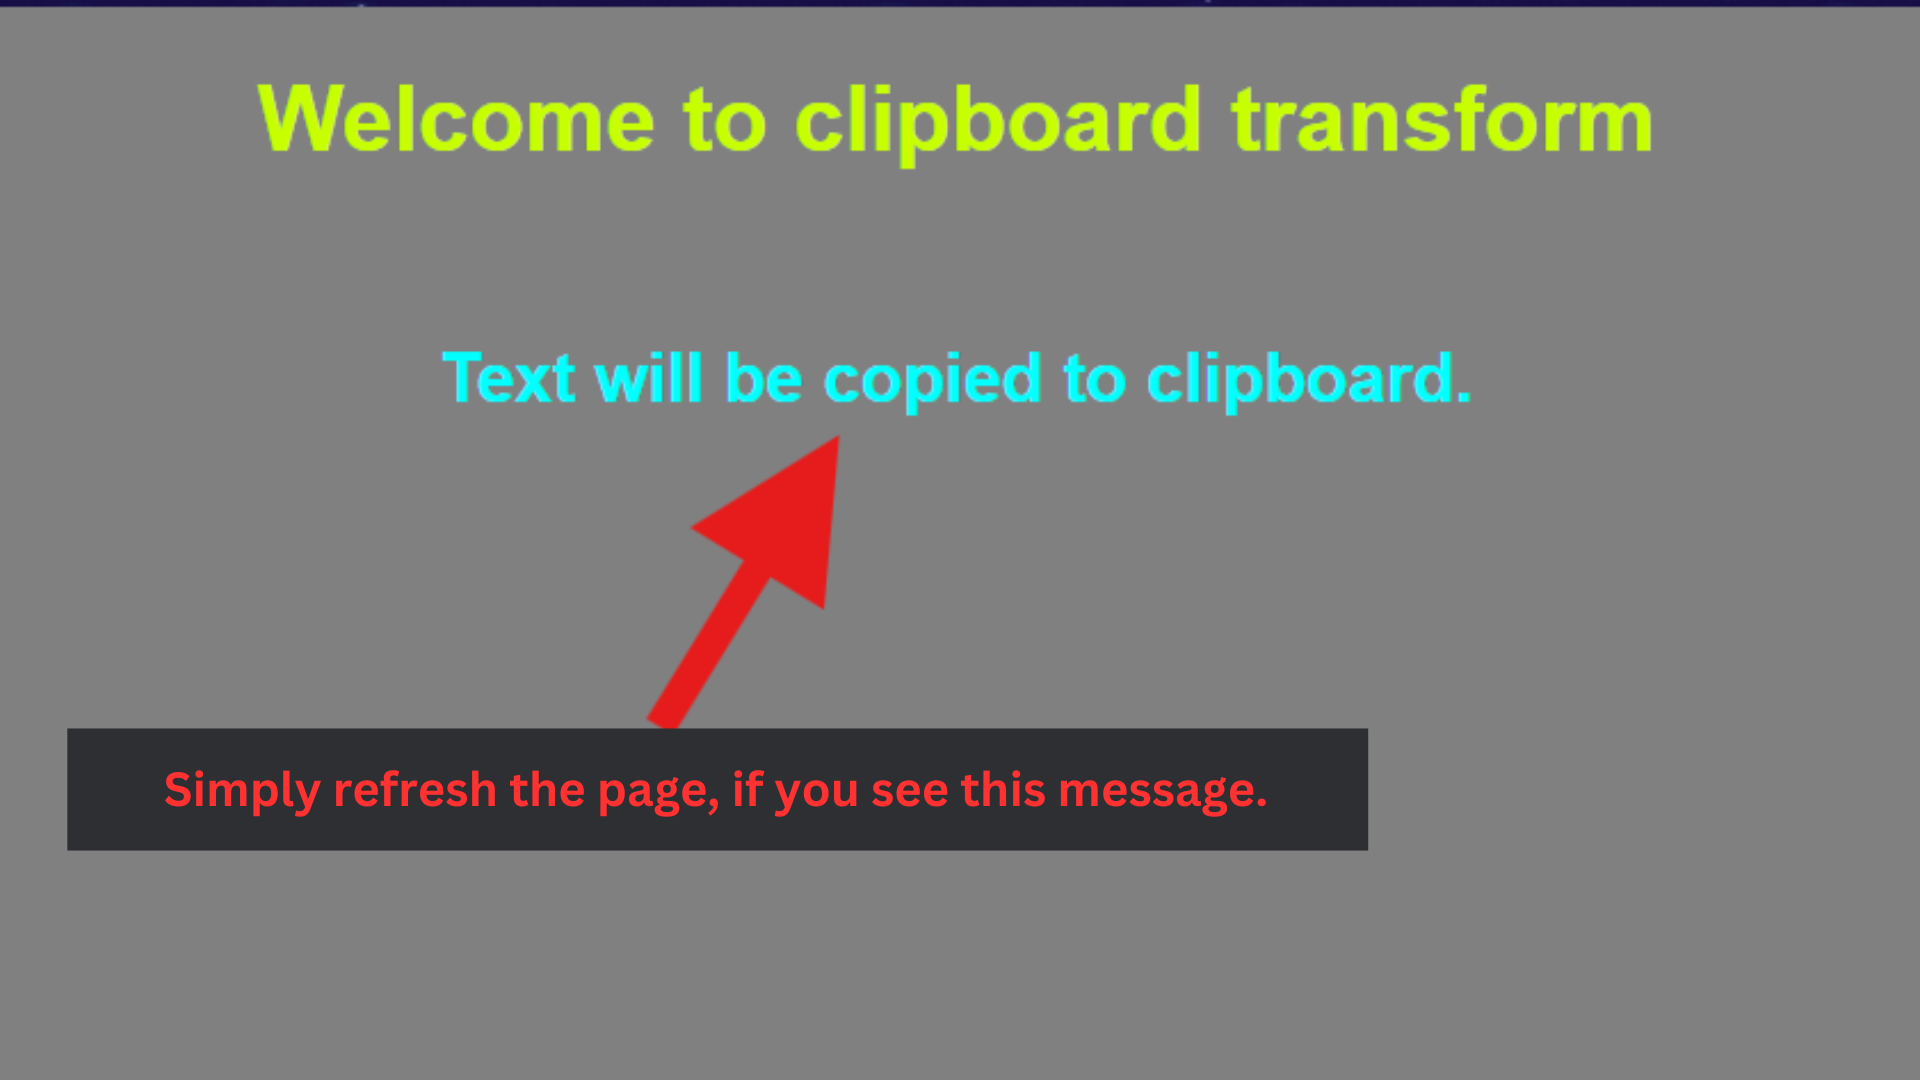 Welcome to clipboard transform
Text will be copied to clipboard.
Simply refresh the page, if you see this message.